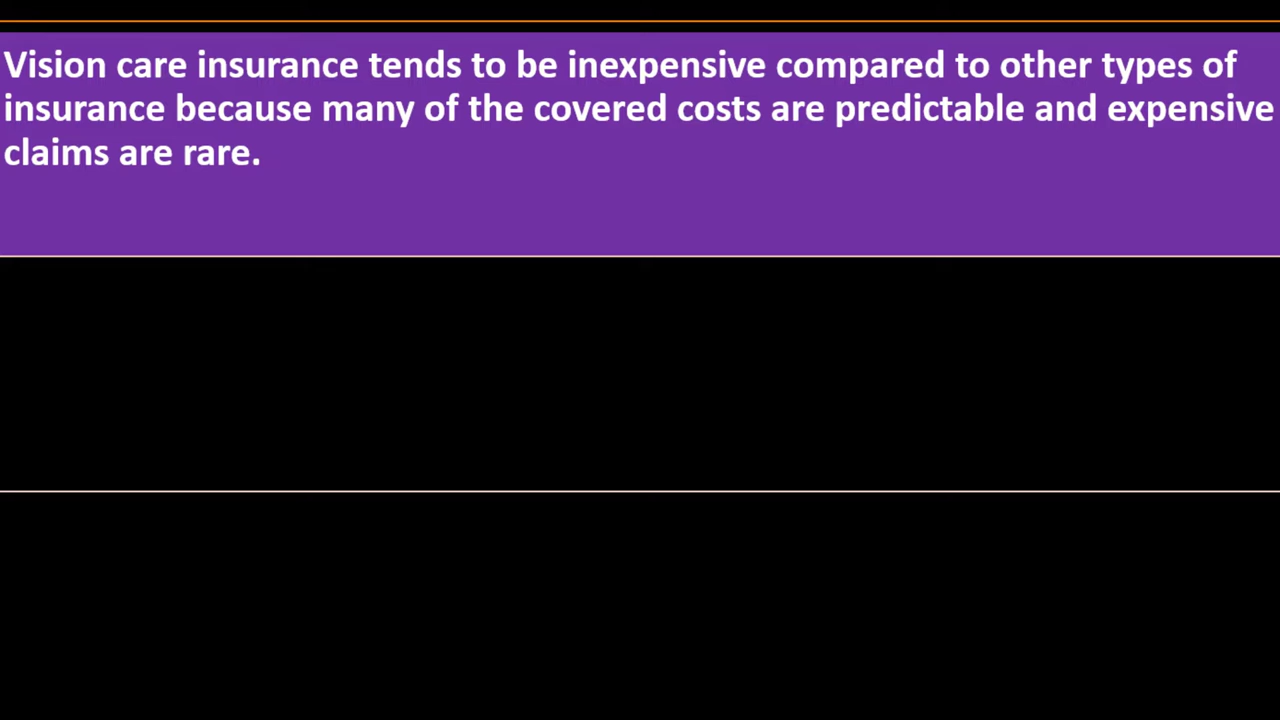 Vision care insurance tends to be inexpensive compared to other types of
insurance because many of the covered costs are predictable and expensive
claims are rare.